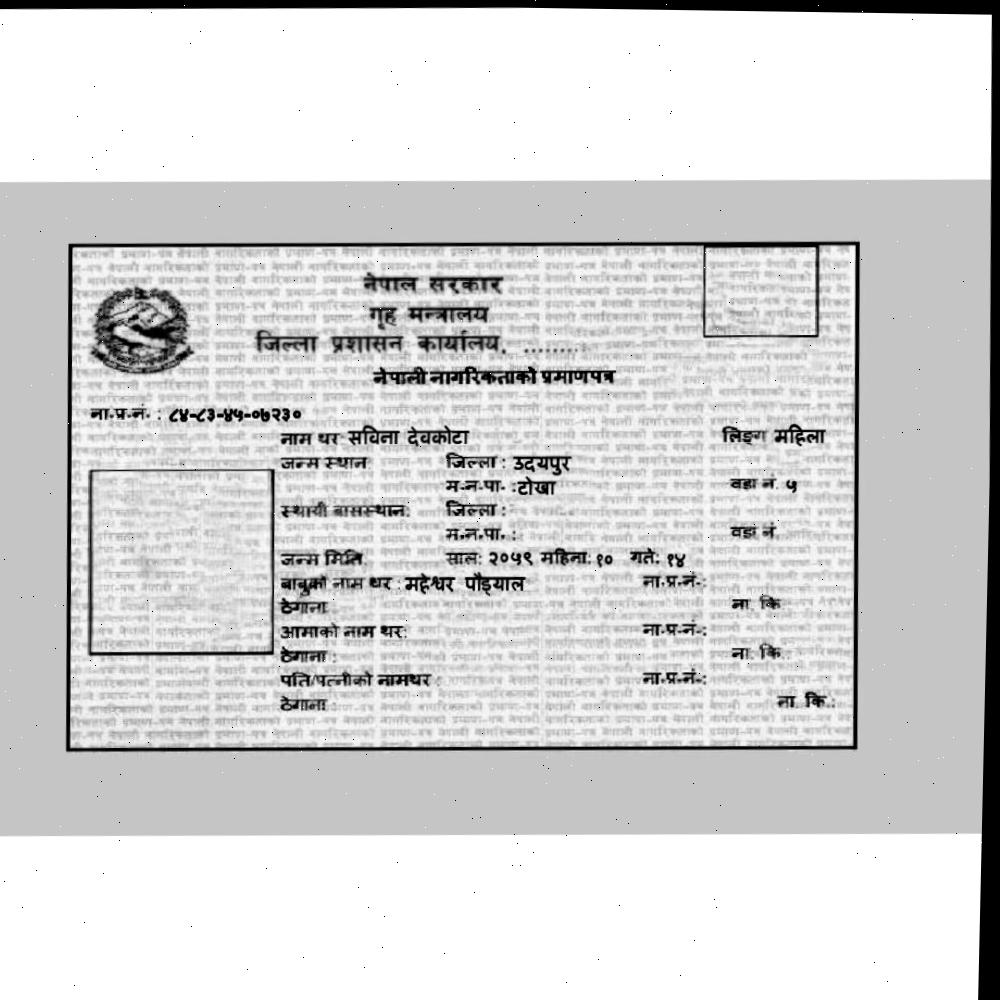 नेपाल सरकार
गृह मन्त्रालय
जिल्ला प्रशासन कार्यालय, ........
नेपाली नागरिकताको प्रमाणपत्र
ना.प्र.नं. : ८४-८३-४५-०७२३०
नाम थर सविना देवकोटा लिङ्ग महिला
जन्म स्थान जिल्ला : उदयपुर
म.न.पा. : टोखा वडा नं. ५
स्थायी बासस्थान: जिल्ला :
म.न.पा. : वडा नं
जन्म मिति साल: २०५९ महिना: १० गते: १४
बाबुको नाम थर : महेश्वर पौड्याल ना.प्र.नं.:
ठेगाना ना. कि
आमाको नाम थर: ना.प्र.नं.:
ठेगाना : ना. कि.
पति/पत्नीको नामथर : ना.प्र.नं.:
ठेगाना ना. कि.: